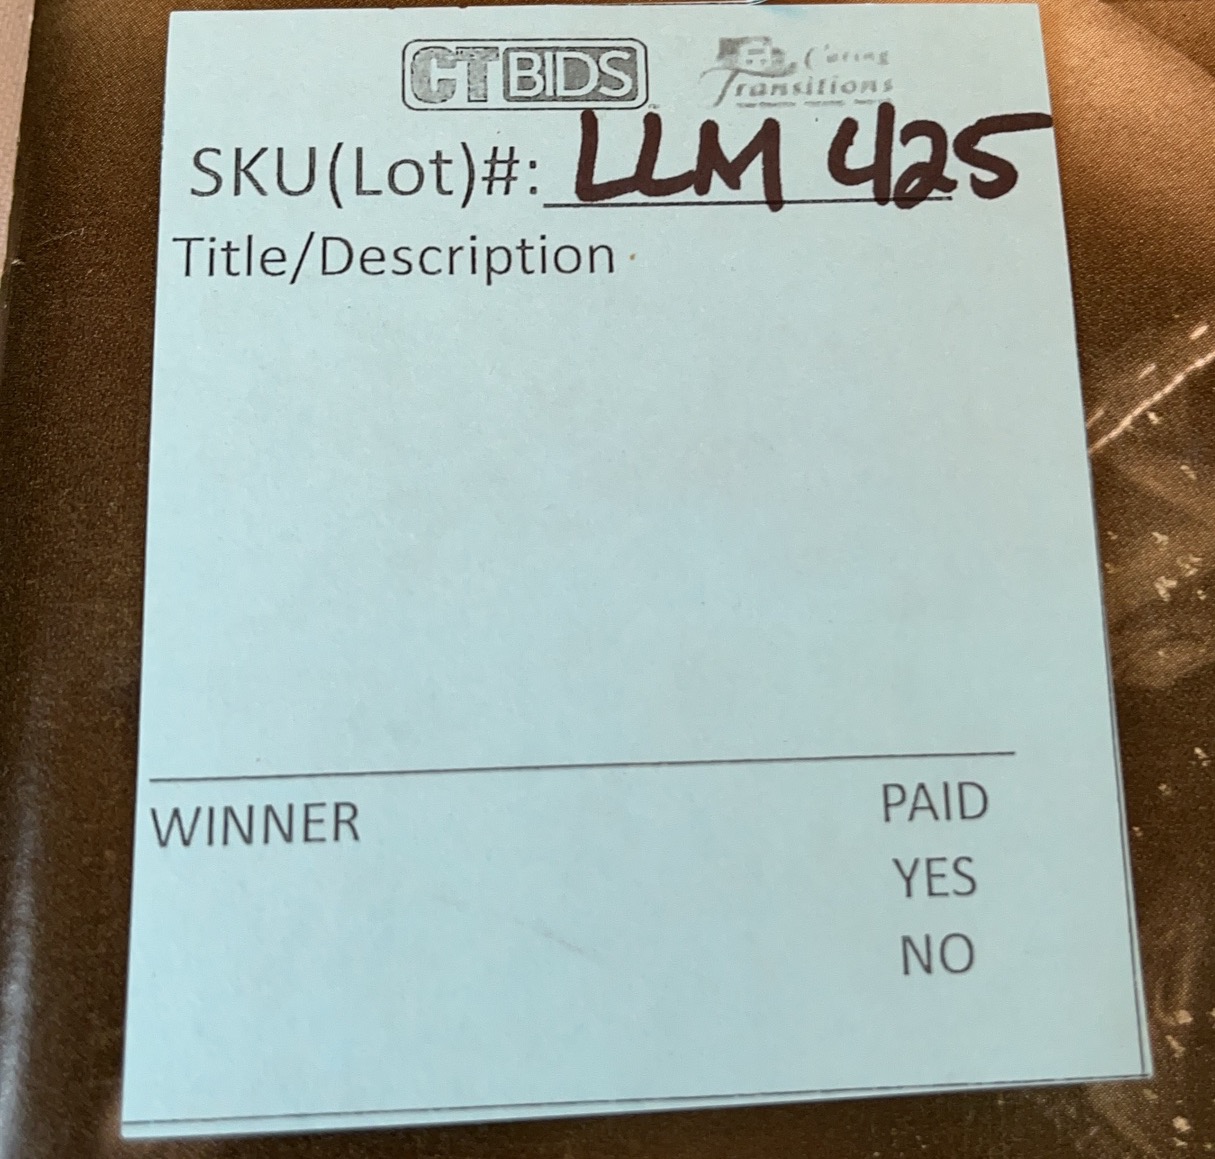 CTBIDS Caring Transitions
SKU(Lot)#: LLM 425
Title/Description
WINNER PAID
YES
NO